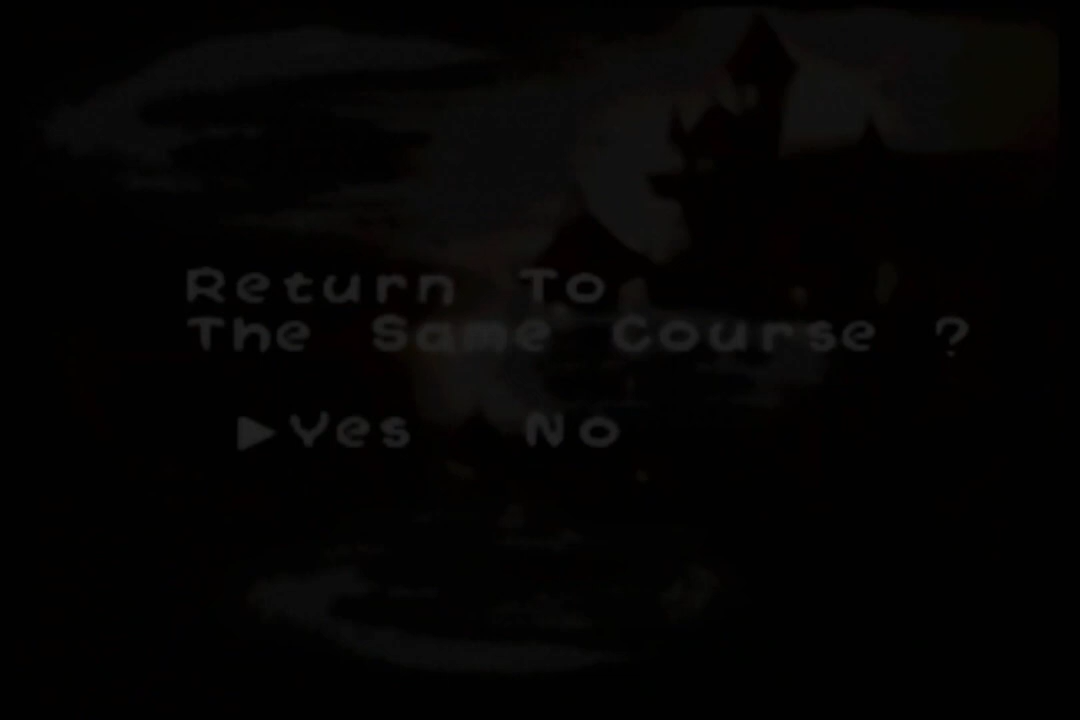 Return To
The Same Course ?
▶Yes No